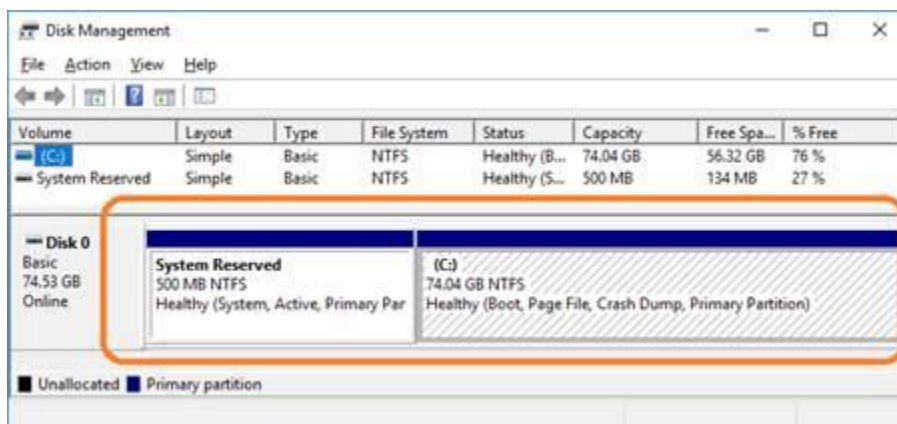 Disk Management
File Action View Help
Volume Layout Type File System Status Capacity Free Spa... % Free
(C:) Simple Basic NTFS Healthy (B... 74.04 GB 56.32 GB 76 %
System Reserved Simple Basic NTFS Healthy (S... 500 MB 134 MB 27 %
Disk 0
Basic
74.53 GB
Online
System Reserved
500 MB NTFS
Healthy (System, Active, Primary Par
(C:)
74.04 GB NTFS
Healthy (Boot, Page File, Crash Dump, Primary Partition)
Unallocated Primary partition